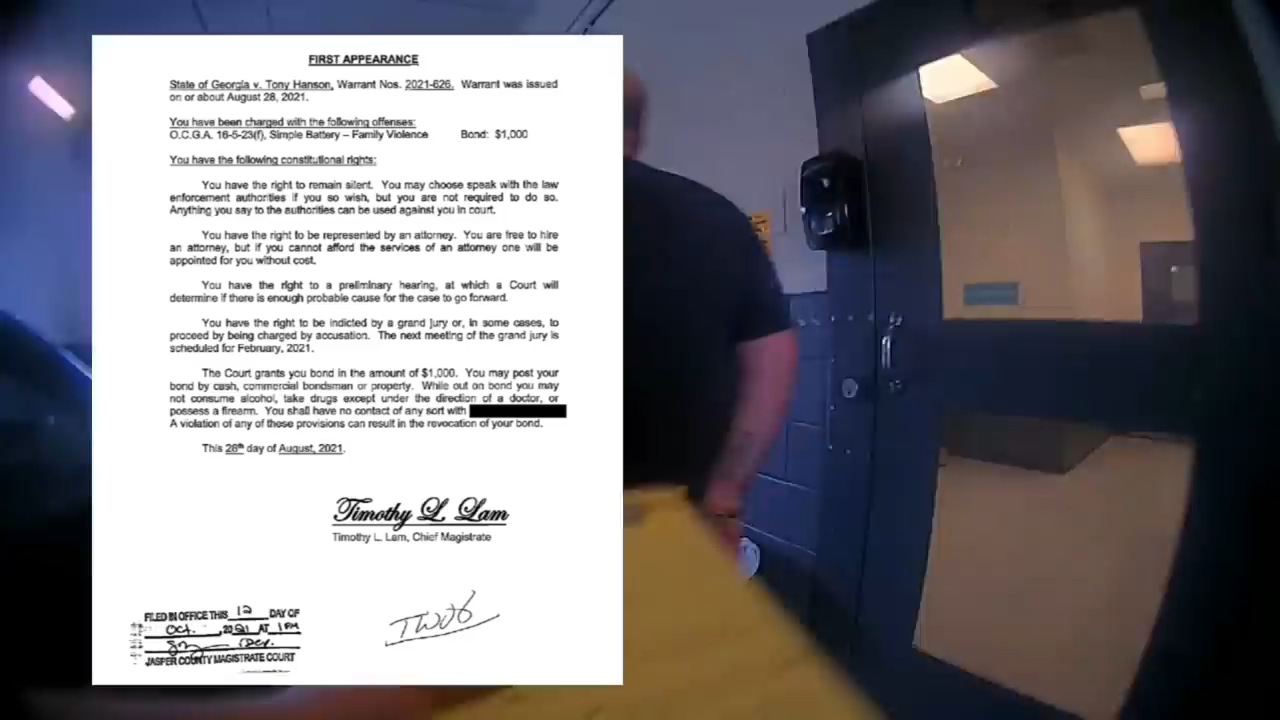 FIRST APPEARANCE
State of Georgia v. Tony Hanson, Warrant Nos. 2021-626. Warrant was issued
on or about August 28, 2021.
You have been charged with the following offenses:
O.C.G.A. 16-5-23(f), Simple Battery – Family Violence Bond: $1,000
You have the following constitutional rights:
You have the right to remain silent. You may choose speak with the law
enforcement authorities if you so wish, but you are not required to do so.
Anything you say to the authorities can be used against you in court.
You have the right to be represented by an attorney. You are free to hire
an attorney, but if you cannot afford the services of an attorney one will be
appointed for you without cost.
You have the right to a preliminary hearing, at which a Court will
determine if there is enough probable cause for the case to go forward.
You have the right to be indicted by a grand jury or, in some cases, to
proceed by being charged by accusation. The next meeting of the grand jury is
scheduled for February, 2021.
The Court grants you bond in the amount of $1,000. You may post your
bond by cash, commercial bondsman or property. While out on bond you may
not consume alcohol, take drugs except under the direction of a doctor, or
possess a firearm. You shall have no contact of any sort with
A violation of any of these provisions can result in the revocation of your bond.
This 28th day of August, 2021.
Timothy L. Lam
Timothy L. Lam, Chief Magistrate
FILED IN OFFICE THIS 12 DAY OF
Oct. , 2021 AT 1 PM
JASPER COUNTY MAGISTRATE COURT